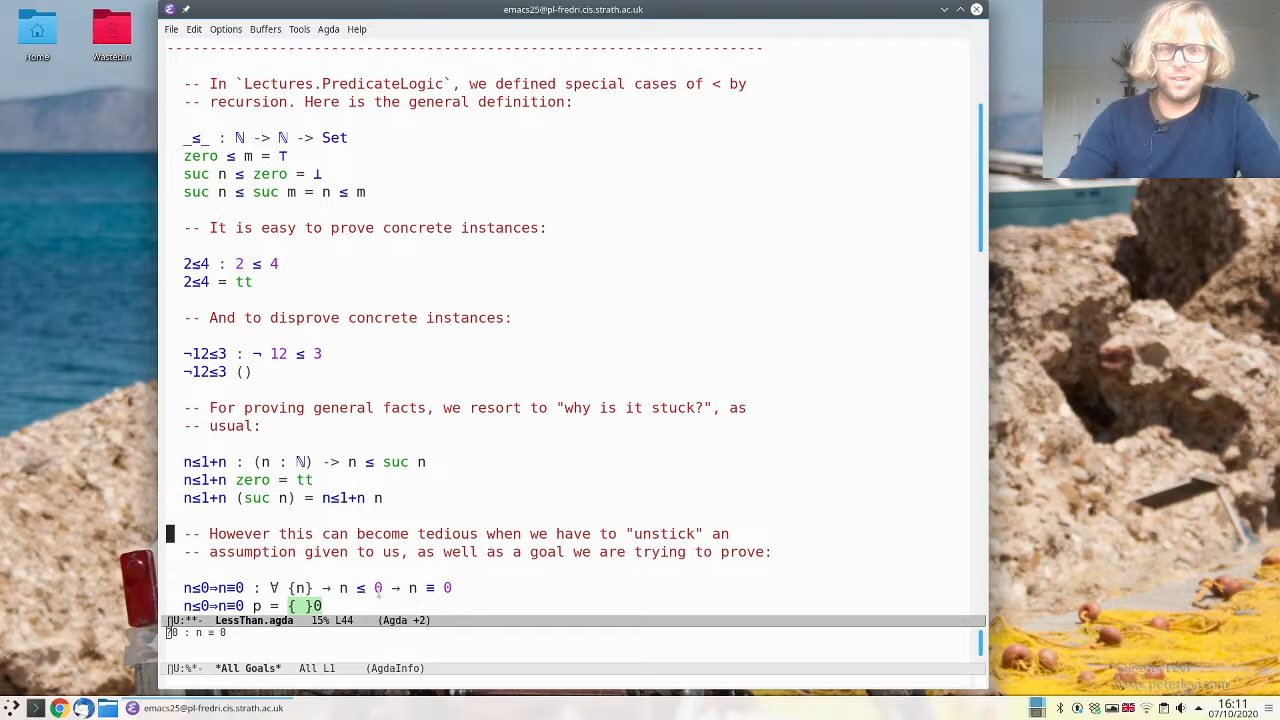 emacs25@pl-fredri.cis.strath.ac.uk
Home
Wastebin
File Edit Options Buffers Tools Agda Help
--------------------------------------------------------------------
-- In `Lectures.PredicateLogic`, we defined special cases of < by
-- recursion. Here is the general definition:
_≤_ : ℕ -> ℕ -> Set
zero ≤ m = ⊤
suc n ≤ zero = ⊥
suc n ≤ suc m = n ≤ m
-- It is easy to prove concrete instances:
2≤4 : 2 ≤ 4
2≤4 = tt
-- And to disprove concrete instances:
¬12≤3 : ¬ 12 ≤ 3
¬12≤3 ()
-- For proving general facts, we resort to "why is it stuck?", as
-- usual:
n≤1+n : (n : ℕ) -> n ≤ suc n
n≤1+n zero = tt
n≤1+n (suc n) = n≤1+n n
-- However this can become tedious when we have to "unstick" an
-- assumption given to us, as well as a goal we are trying to prove:
n≤0⇒n≡0 : ∀ {n} → n ≤ 0 → n ≡ 0
n≤0⇒n≡0 p = { }0
U:**- LessThan.agda 15% L44 (Agda +2)
?0 : n ≡ 0
U:%*- *All Goals* All L1 (AgdaInfo)
© Peter Levi
www.peterlevi.com
emacs25@pl-fredri.cis.strath.ac.uk
16:11
07/10/2020